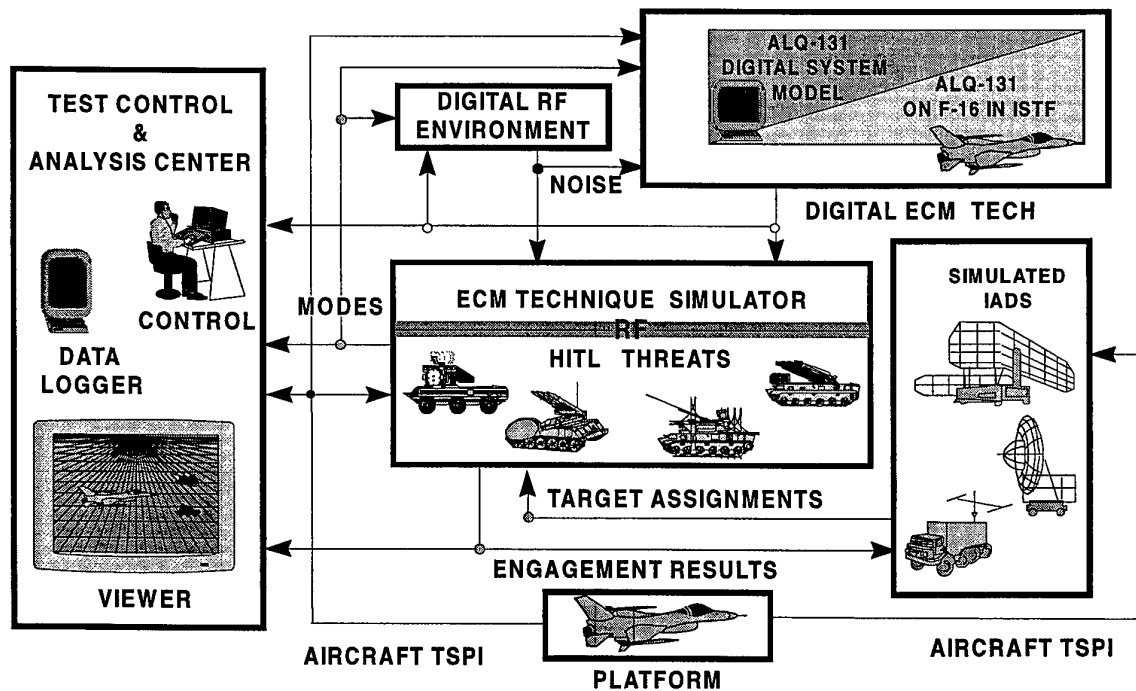 TEST CONTROL
&
ANALYSIS CENTER
CONTROL
DATA
LOGGER
VIEWER
DIGITAL RF
ENVIRONMENT
NOISE
MODES
ALQ-131
DIGITAL SYSTEM
MODEL
ALQ-131
ON F-16 IN ISTF
DIGITAL ECM TECH
ECM TECHNIQUE SIMULATOR
RF
HITL THREATS
SIMULATED
IADS
TARGET ASSIGNMENTS
ENGAGEMENT RESULTS
AIRCRAFT TSPI
PLATFORM
AIRCRAFT TSPI